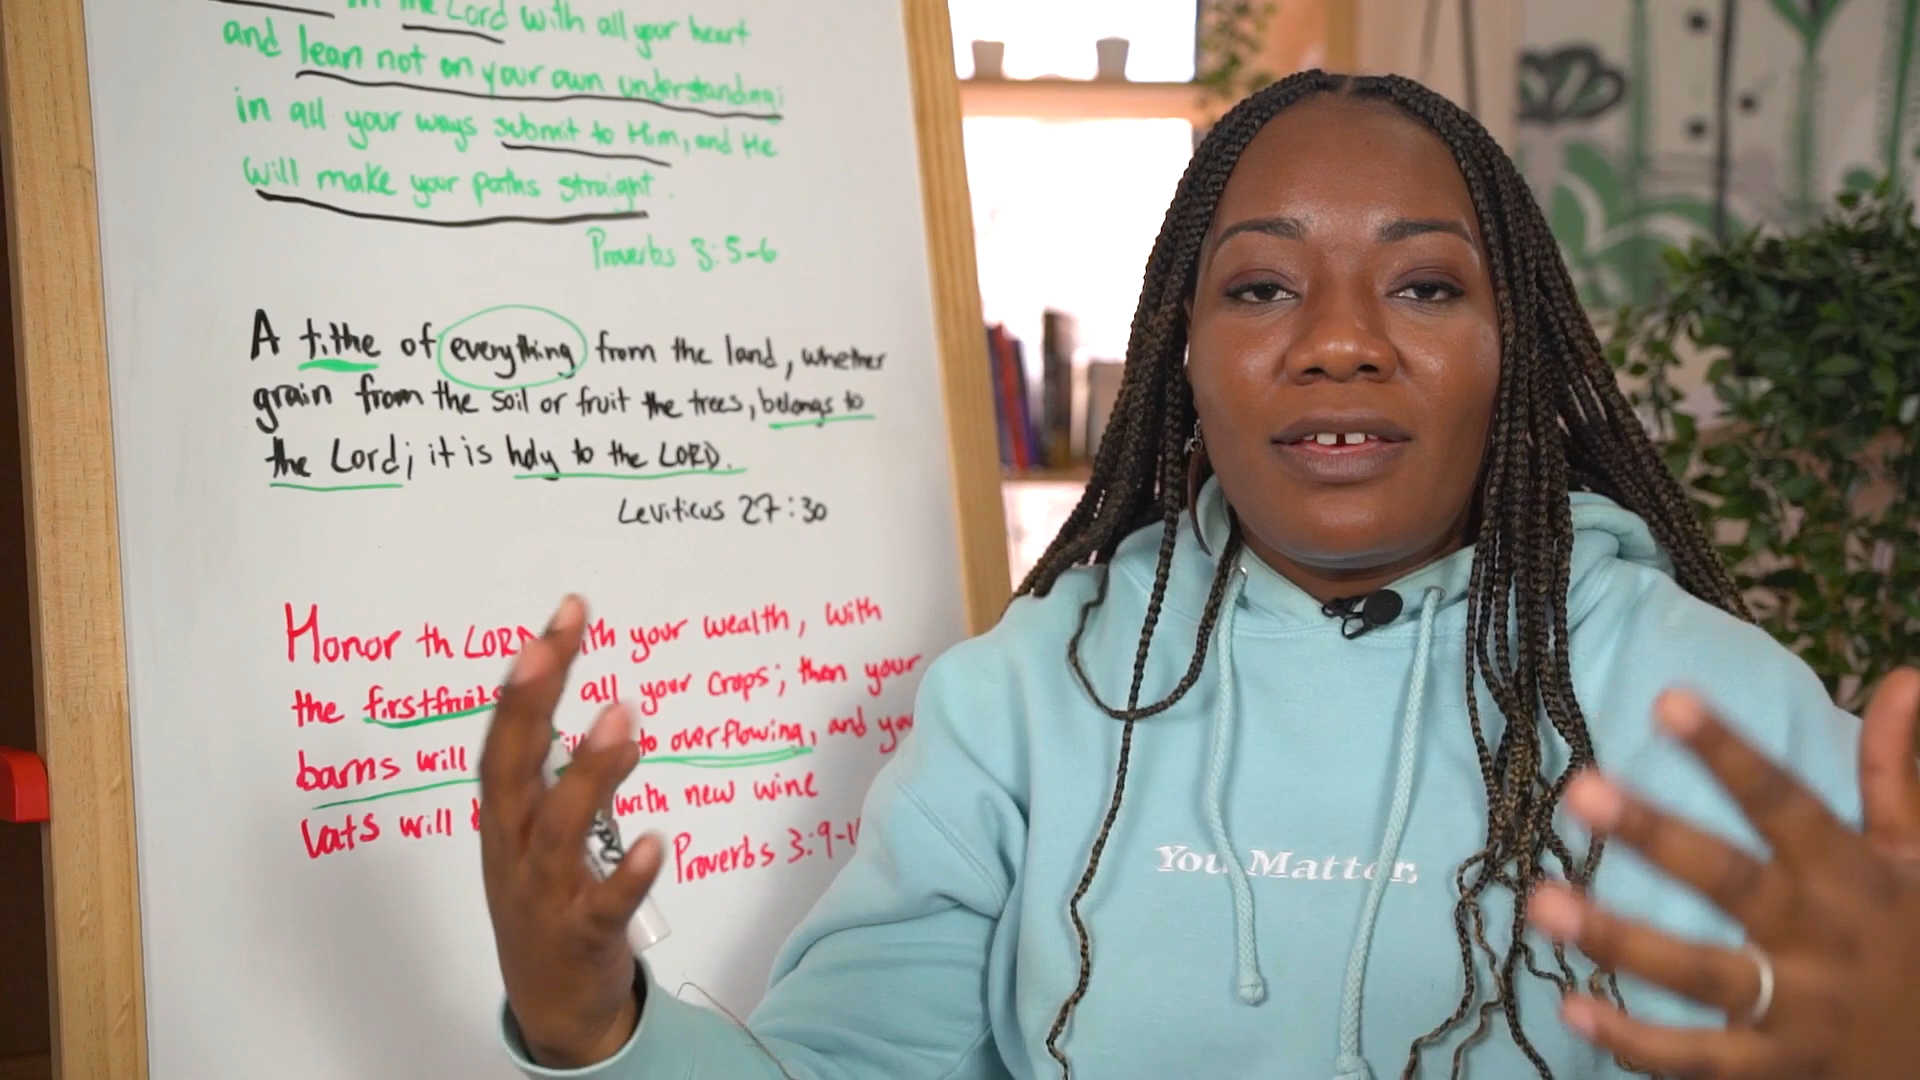 in the Lord with all your heart
and lean not on your own understanding;
in all your ways submit to Him, and He
will make your paths straight.
Proverbs 3:5-6
A tithe of everything from the land, whether
grain from the soil or fruit the trees, belongs to
the Lord; it is holy to the LORD.
Leviticus 27:30
Honor th LORD with your wealth, with
the firstfruits all your crops; then your
barns will to overflowing, and
vats will with new wine
Proverbs 3:9-1
You Matter,